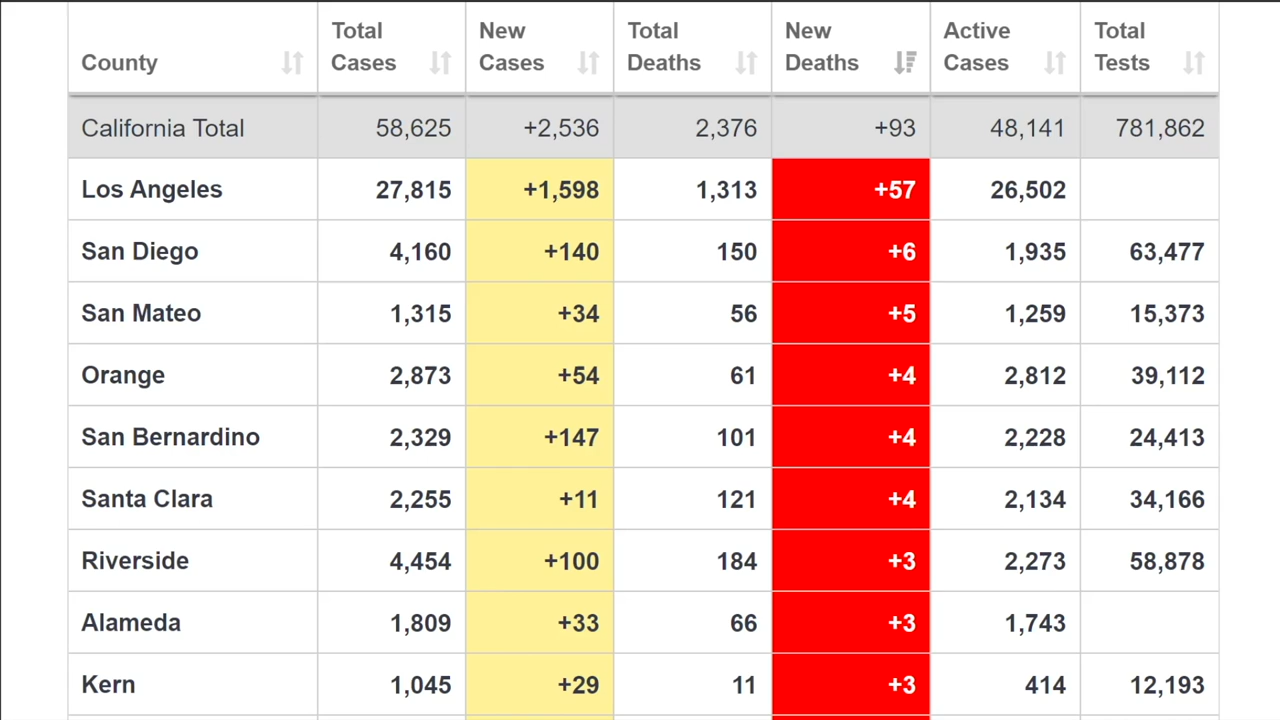 County Total Cases New Cases Total Deaths New Deaths Active Cases Total Tests
California Total 58,625 +2,536 2,376 +93 48,141 781,862
Los Angeles 27,815 +1,598 1,313 +57 26,502
San Diego 4,160 +140 150 +6 1,935 63,477
San Mateo 1,315 +34 56 +5 1,259 15,373
Orange 2,873 +54 61 +4 2,812 39,112
San Bernardino 2,329 +147 101 +4 2,228 24,413
Santa Clara 2,255 +11 121 +4 2,134 34,166
Riverside 4,454 +100 184 +3 2,273 58,878
Alameda 1,809 +33 66 +3 1,743
Kern 1,045 +29 11 +3 414 12,193